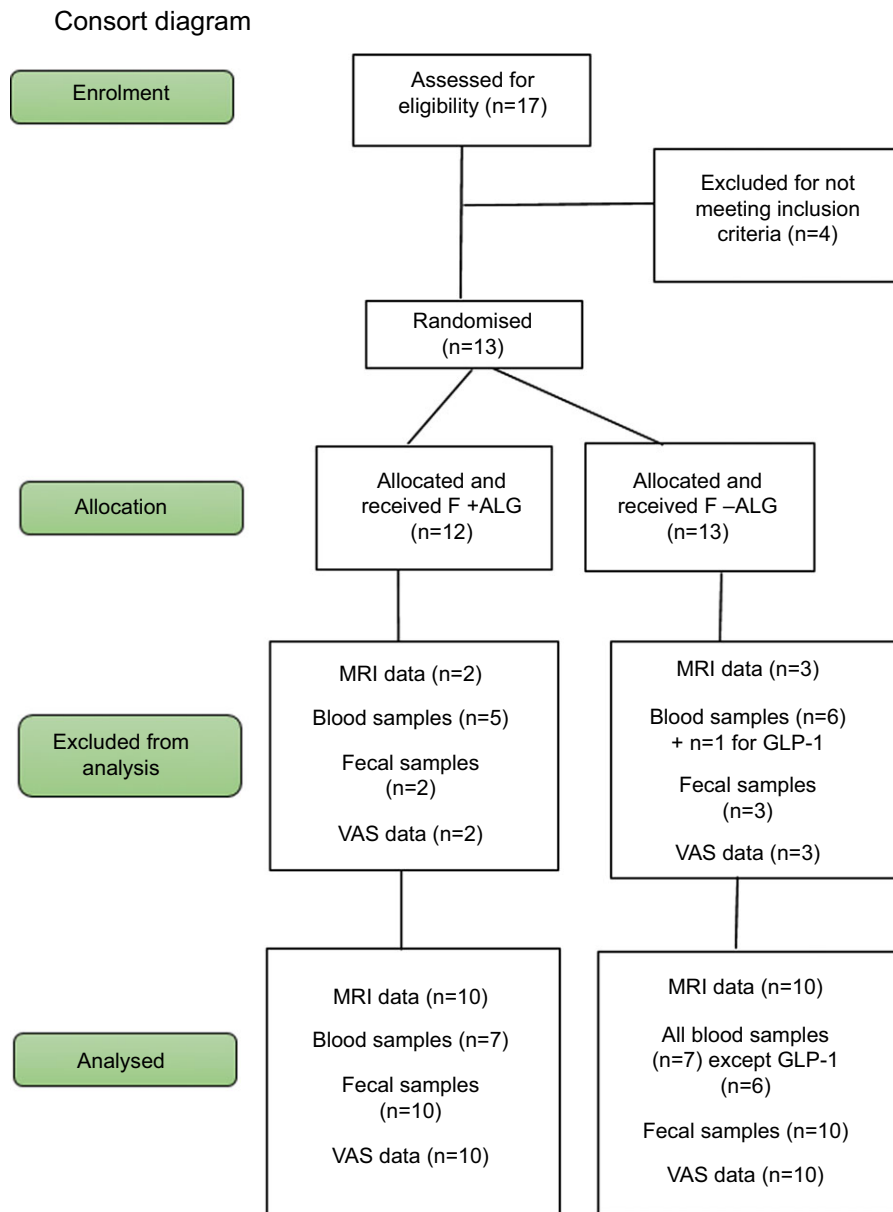 Consort diagram
Enrolment
Assessed for
eligibility (n=17)
Excluded for not
meeting inclusion
criteria (n=4)
Randomised
(n=13)
Allocation
Allocated and
received F +ALG
(n=12)
Allocated and
received F –ALG
(n=13)
Excluded from
analysis
MRI data (n=2)
Blood samples (n=5)
Fecal samples
(n=2)
VAS data (n=2)
MRI data (n=3)
Blood samples (n=6)
+ n=1 for GLP-1
Fecal samples
(n=3)
VAS data (n=3)
Analysed
MRI data (n=10)
Blood samples (n=7)
Fecal samples
(n=10)
VAS data (n=10)
MRI data (n=10)
All blood samples
(n=7) except GLP-1
(n=6)
Fecal samples (n=10)
VAS data (n=10)